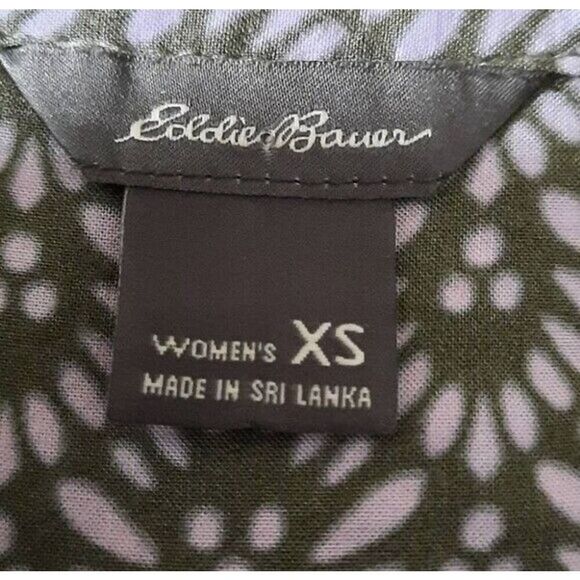 Eddie Bauer
WOMEN'S XS
MADE IN SRI LANKA